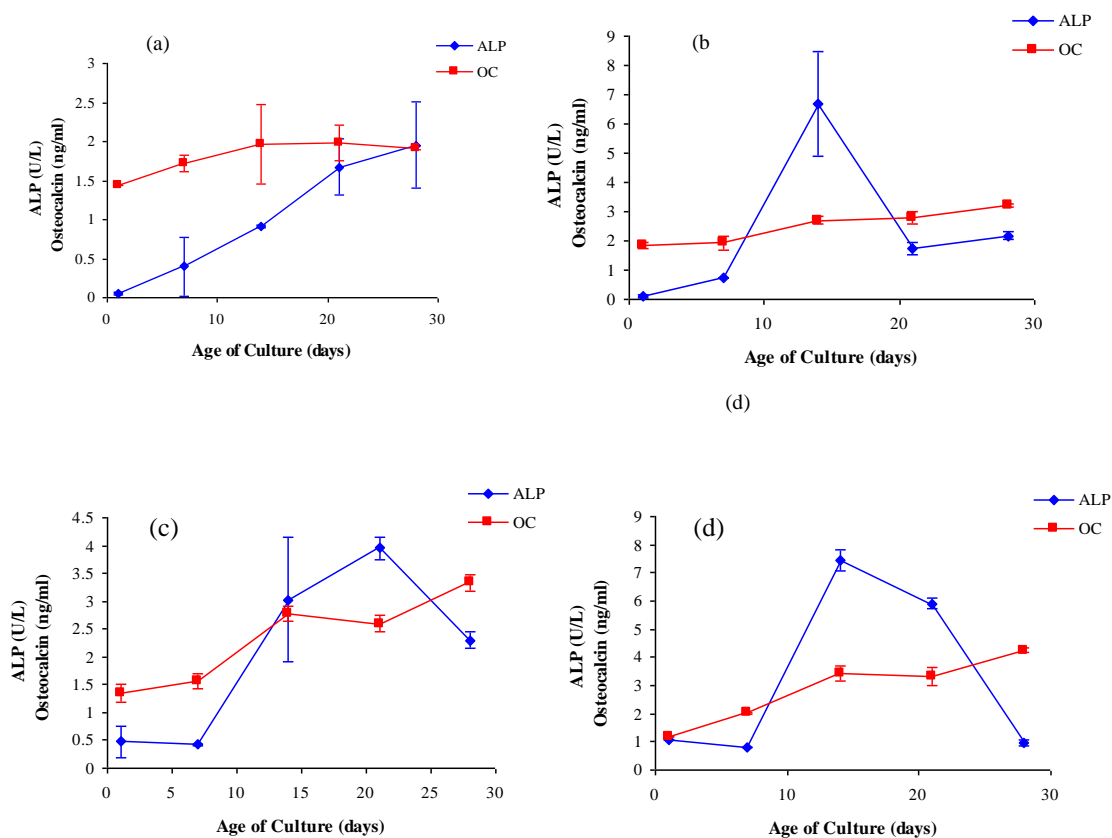 (a)
ALP
OC
3
2.5
2
1.5
1
0.5
0
0
10
20
30
ALP (U/L)
Osteocalcin (ng/ml)
Age of Culture (days)
(b)
ALP
OC
9
8
7
6
5
4
3
2
1
0
0
10
20
30
ALP (U/L)
Osteocalcin (ng/ml)
Age of Culture (days)
(d)
(c)
ALP
OC
4.5
4
3.5
3
2.5
2
1.5
1
0.5
0
0
5
10
15
20
25
30
ALP (U/L)
Osteocalcin (ng/ml)
Age of Culture (days)
(d)
ALP
OC
9
8
7
6
5
4
3
2
1
0
0
10
20
30
ALP (U/L)
Osteocalcin (ng/ml)
Age of Culture (days)